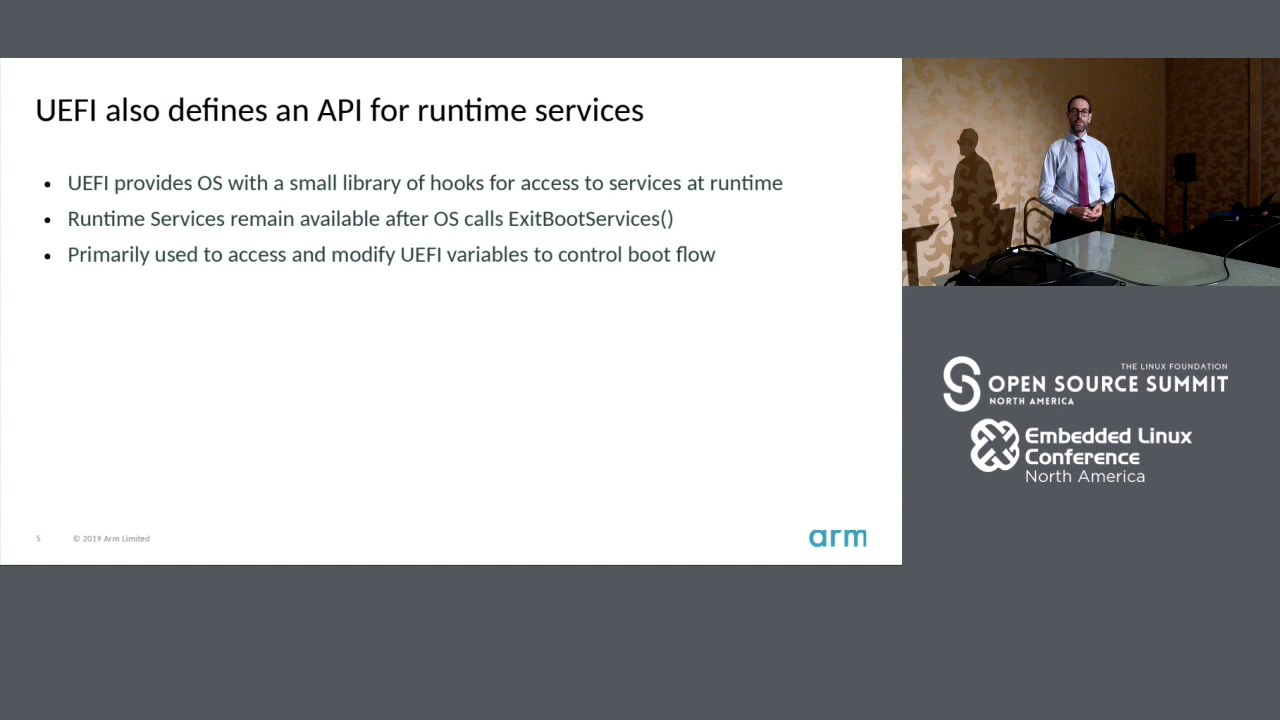 UEFI also defines an API for runtime services
• UEFI provides OS with a small library of hooks for access to services at runtime
• Runtime Services remain available after OS calls ExitBootServices()
• Primarily used to access and modify UEFI variables to control boot flow
5 © 2019 Arm Limited
arm
THE LINUX FOUNDATION
OPEN SOURCE SUMMIT
NORTH AMERICA
Embedded Linux
Conference
North America